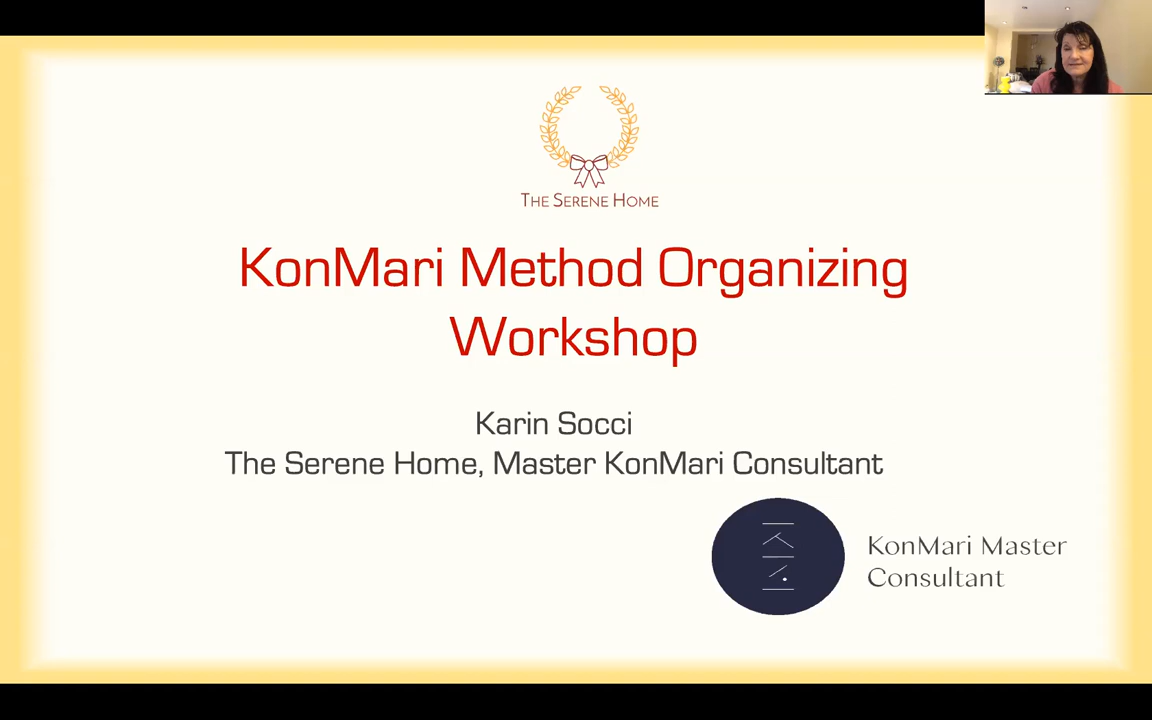 THE SERENE HOME
KonMari Method Organizing
Workshop
Karin Socci
The Serene Home, Master KonMari Consultant
KonMari Master
Consultant